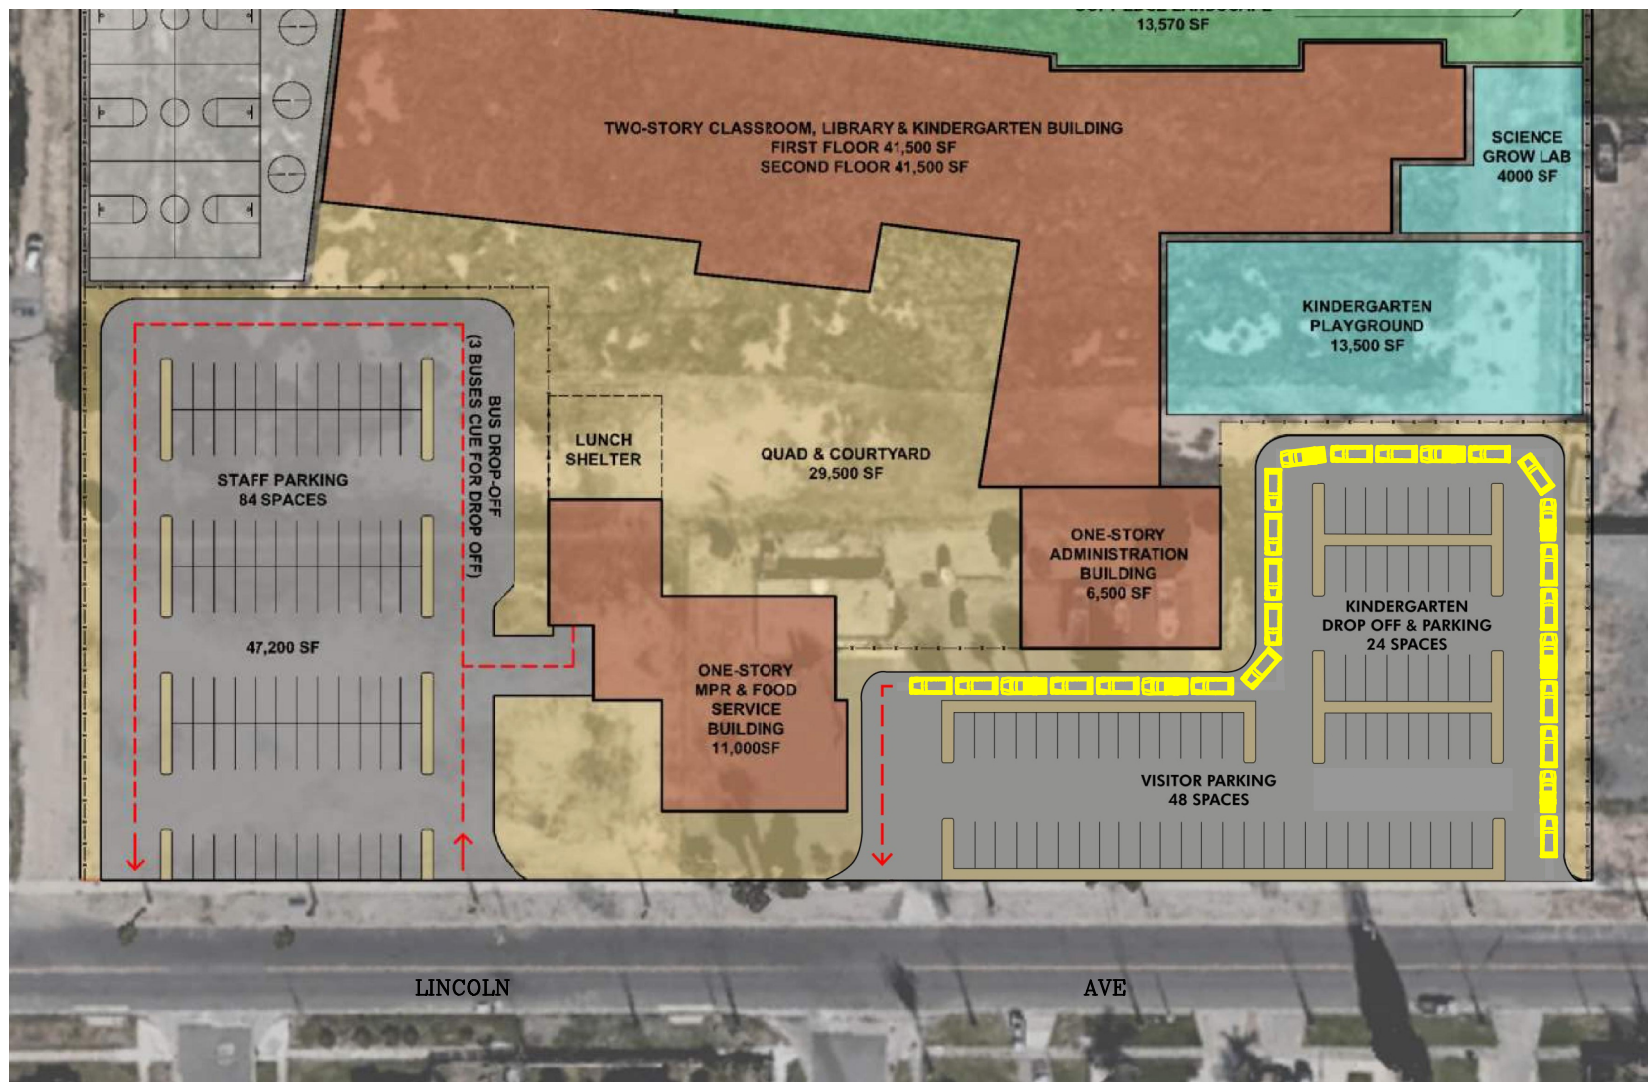 13,570 SF
TWO-STORY CLASSROOM, LIBRARY & KINDERGARTEN BUILDING
FIRST FLOOR 41,500 SF
SECOND FLOOR 41,500 SF
SCIENCE
GROW LAB
4000 SF
KINDERGARTEN
PLAYGROUND
13,500 SF
BUS DROP-OFF
(3 BUSES CUE FOR DROP OFF)
LUNCH
SHELTER
QUAD & COURTYARD
29,500 SF
STAFF PARKING
84 SPACES
47,200 SF
ONE-STORY
ADMINISTRATION
BUILDING
6,500 SF
KINDERGARTEN
DROP OFF & PARKING
24 SPACES
ONE-STORY
MPR & FOOD
SERVICE
BUILDING
11,000SF
VISITOR PARKING
48 SPACES
LINCOLN AVE